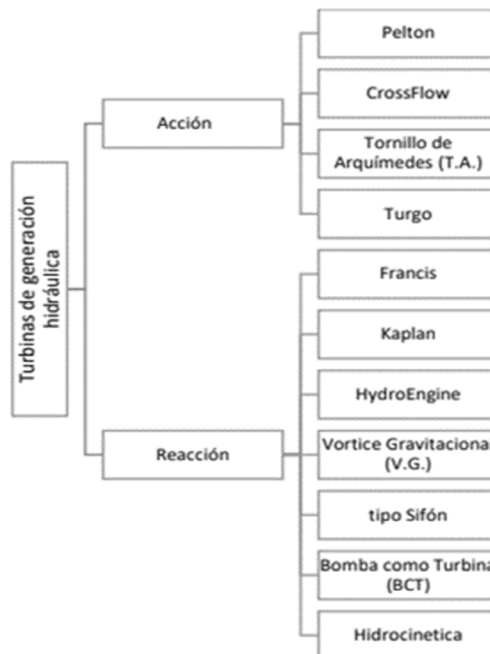 Turbinas de generación
hidráulica
Acción
Pelton
CrossFlow
Tornillo de
Arquímedes (T.A.)
Turgo
Reacción
Francis
Kaplan
HydroEngine
Vortice Gravitacional
(V.G.)
tipo Sifón
Bomba como Turbina
(BCT)
Hidrocinetica